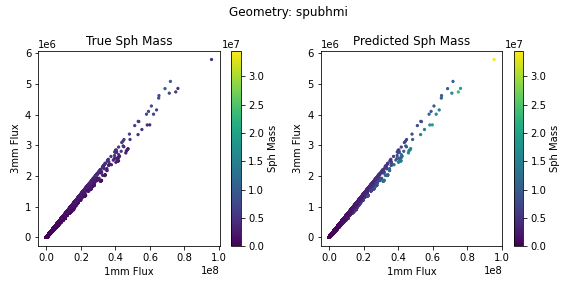 Geometry: spubhmi
True Sph Mass
Predicted Sph Mass
1e6
1e7
1e6
1e7
6
5
4
3
2
1
0
3mm Flux
0.0
0.2
0.4
0.6
0.8
1.0
1e8
1mm Flux
3.0
2.5
2.0
1.5
1.0
0.5
0.0
Sph Mass
6
5
4
3
2
1
0
3mm Flux
0.0
0.2
0.4
0.6
0.8
1.0
1e8
1mm Flux
3.0
2.5
2.0
1.5
1.0
0.5
0.0
Sph Mass